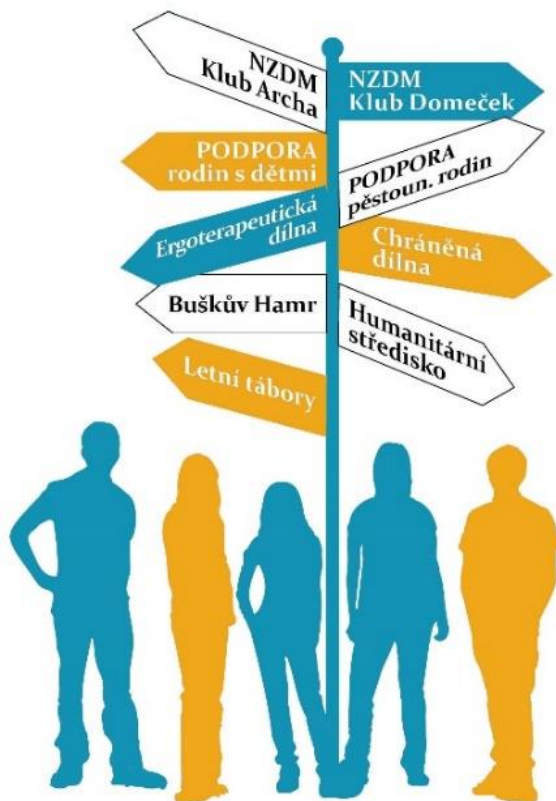 NZDM
Klub Archa
NZDM
Klub Domeček
PODPORA
rodin s dětmi
PODPORA
pěstoun. rodin
Ergoterapeutická
dílna
Chráněná
dílna
Buškův Hamr
Humanitární
středisko
Letní tábory